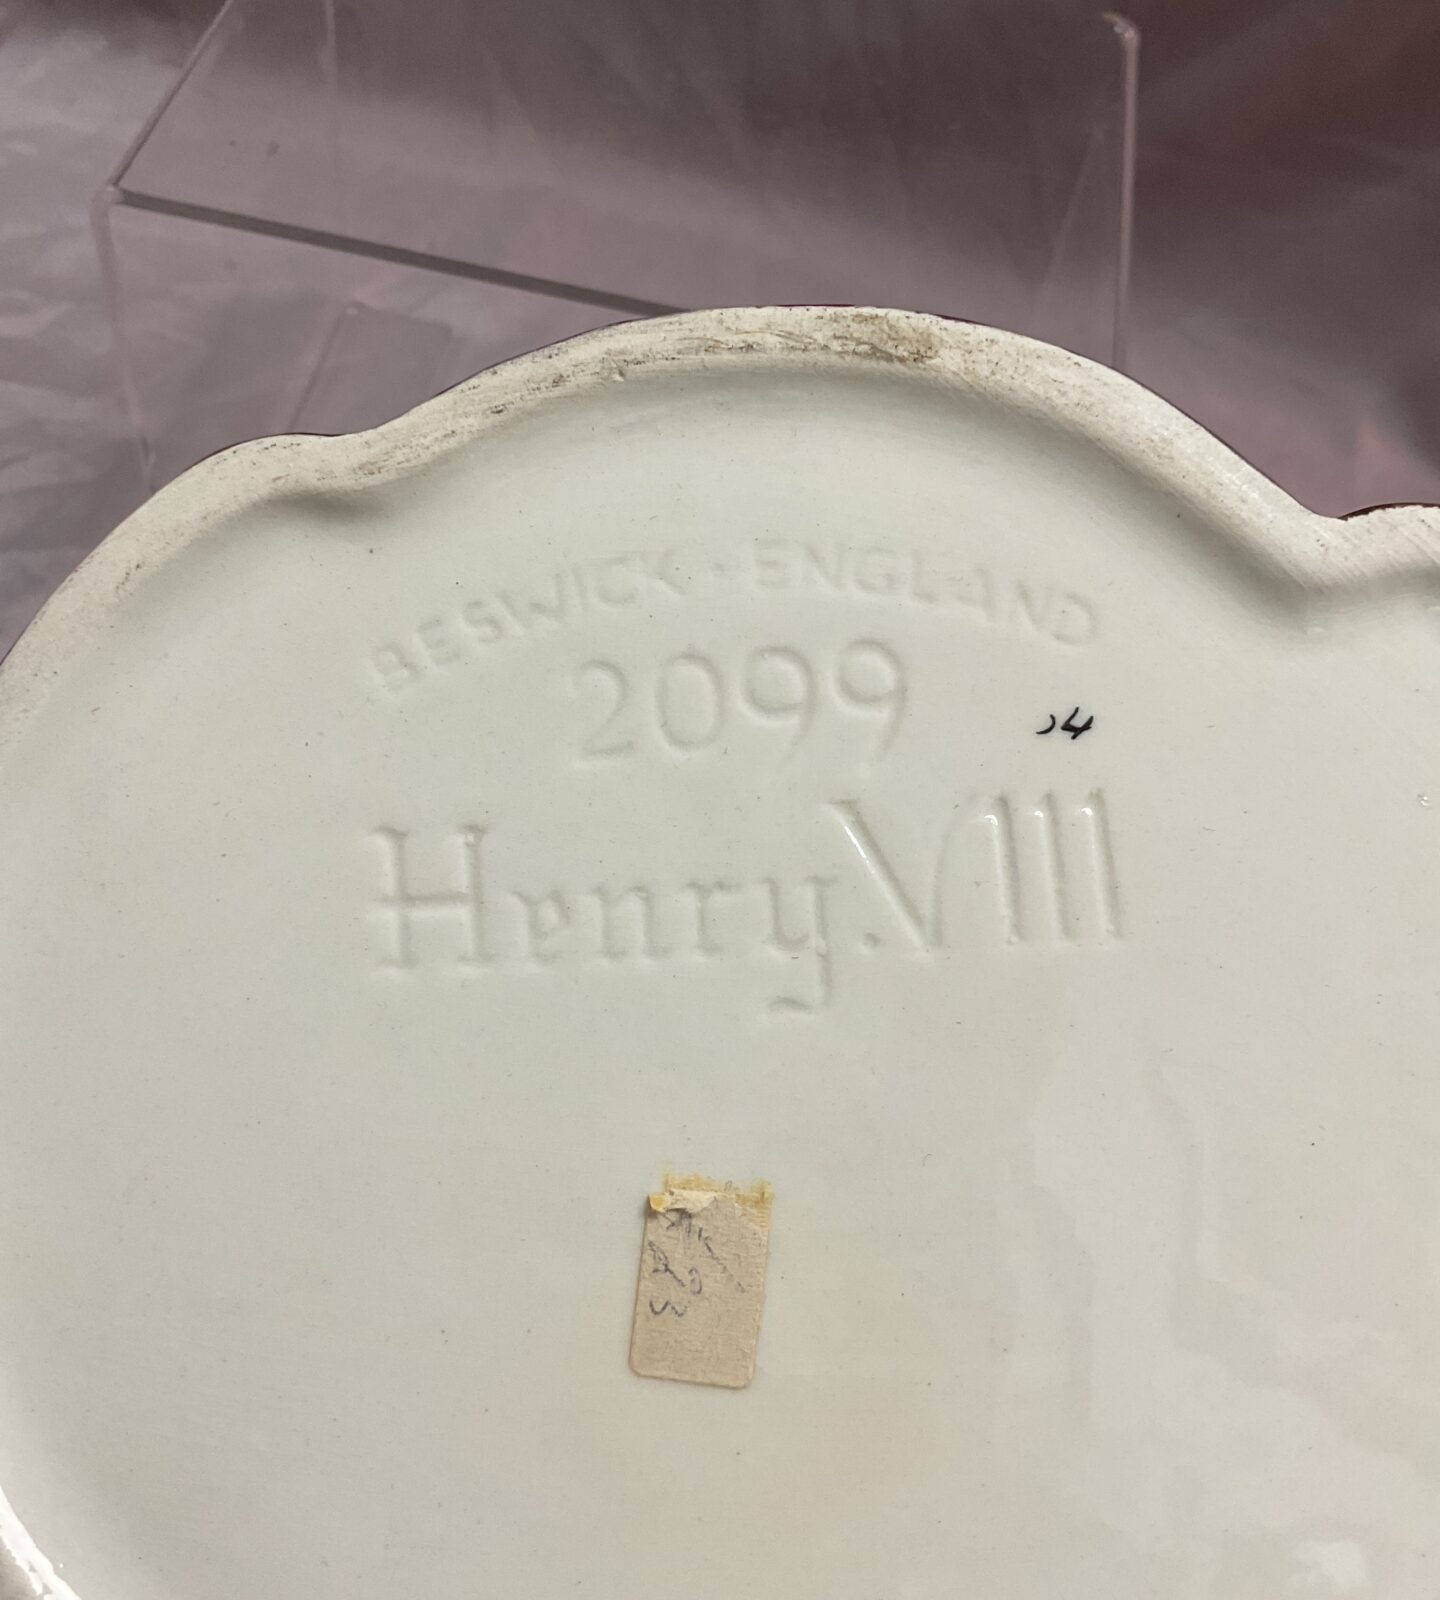 BESWICK · ENGLAND
2099
Henry.VIII